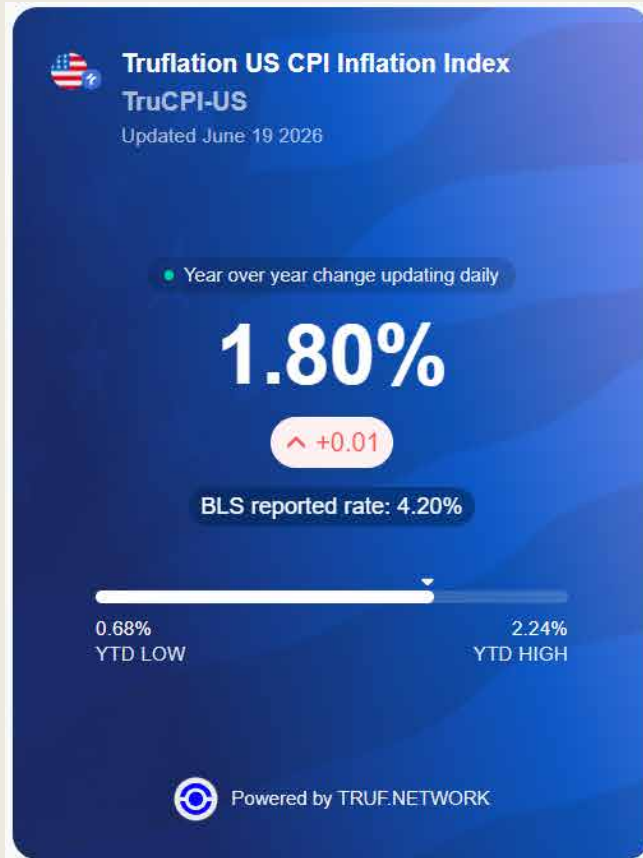 Truflation US CPI Inflation Index
TruCPI-US
Updated June 19 2026
Year over year change updating daily
1.80%
+0.01
BLS reported rate: 4.20%
0.68%
2.24%
YTD LOW
YTD HIGH
Powered by TRUF.NETWORK